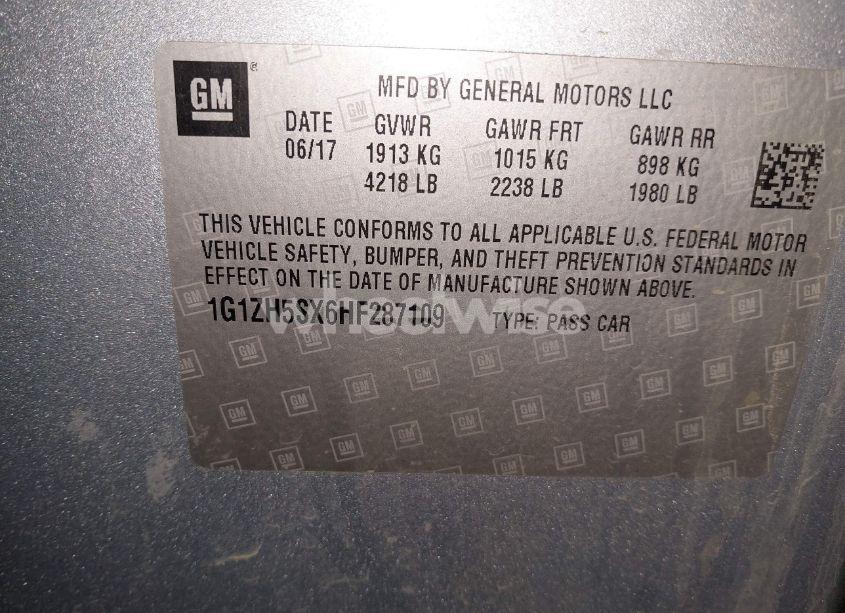 GM
MFD BY GENERAL MOTORS LLC
DATE GVWR GAWR FRT GAWR RR
06/17 1913 KG 1015 KG 898 KG
4218 LB 2238 LB 1980 LB
THIS VEHICLE CONFORMS TO ALL APPLICABLE U.S. FEDERAL MOTOR
VEHICLE SAFETY, BUMPER, AND THEFT PREVENTION STANDARDS IN
EFFECT ON THE DATE OF MANUFACTURE SHOWN ABOVE.
1G1ZH5SX6HF287109 TYPE: PASS CAR
wheelwise